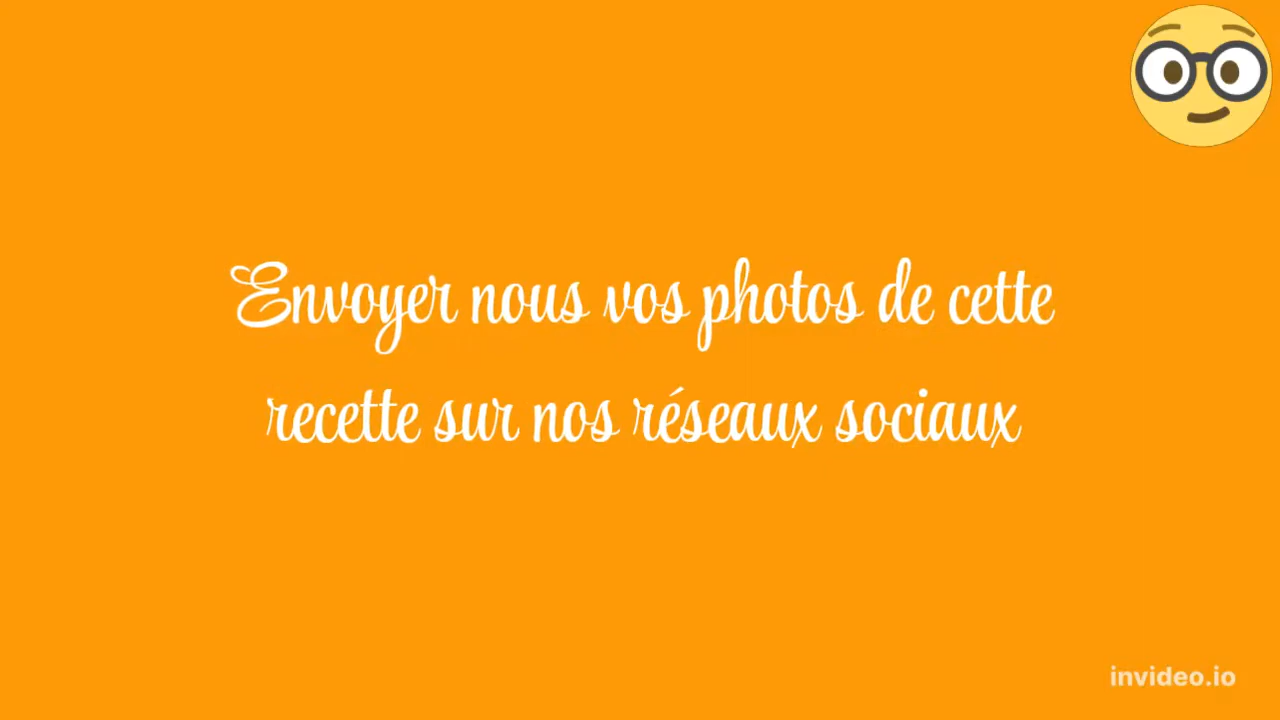 Envoyer nous vos photos de cette
recette sur nos réseaux sociaux
invideo.io